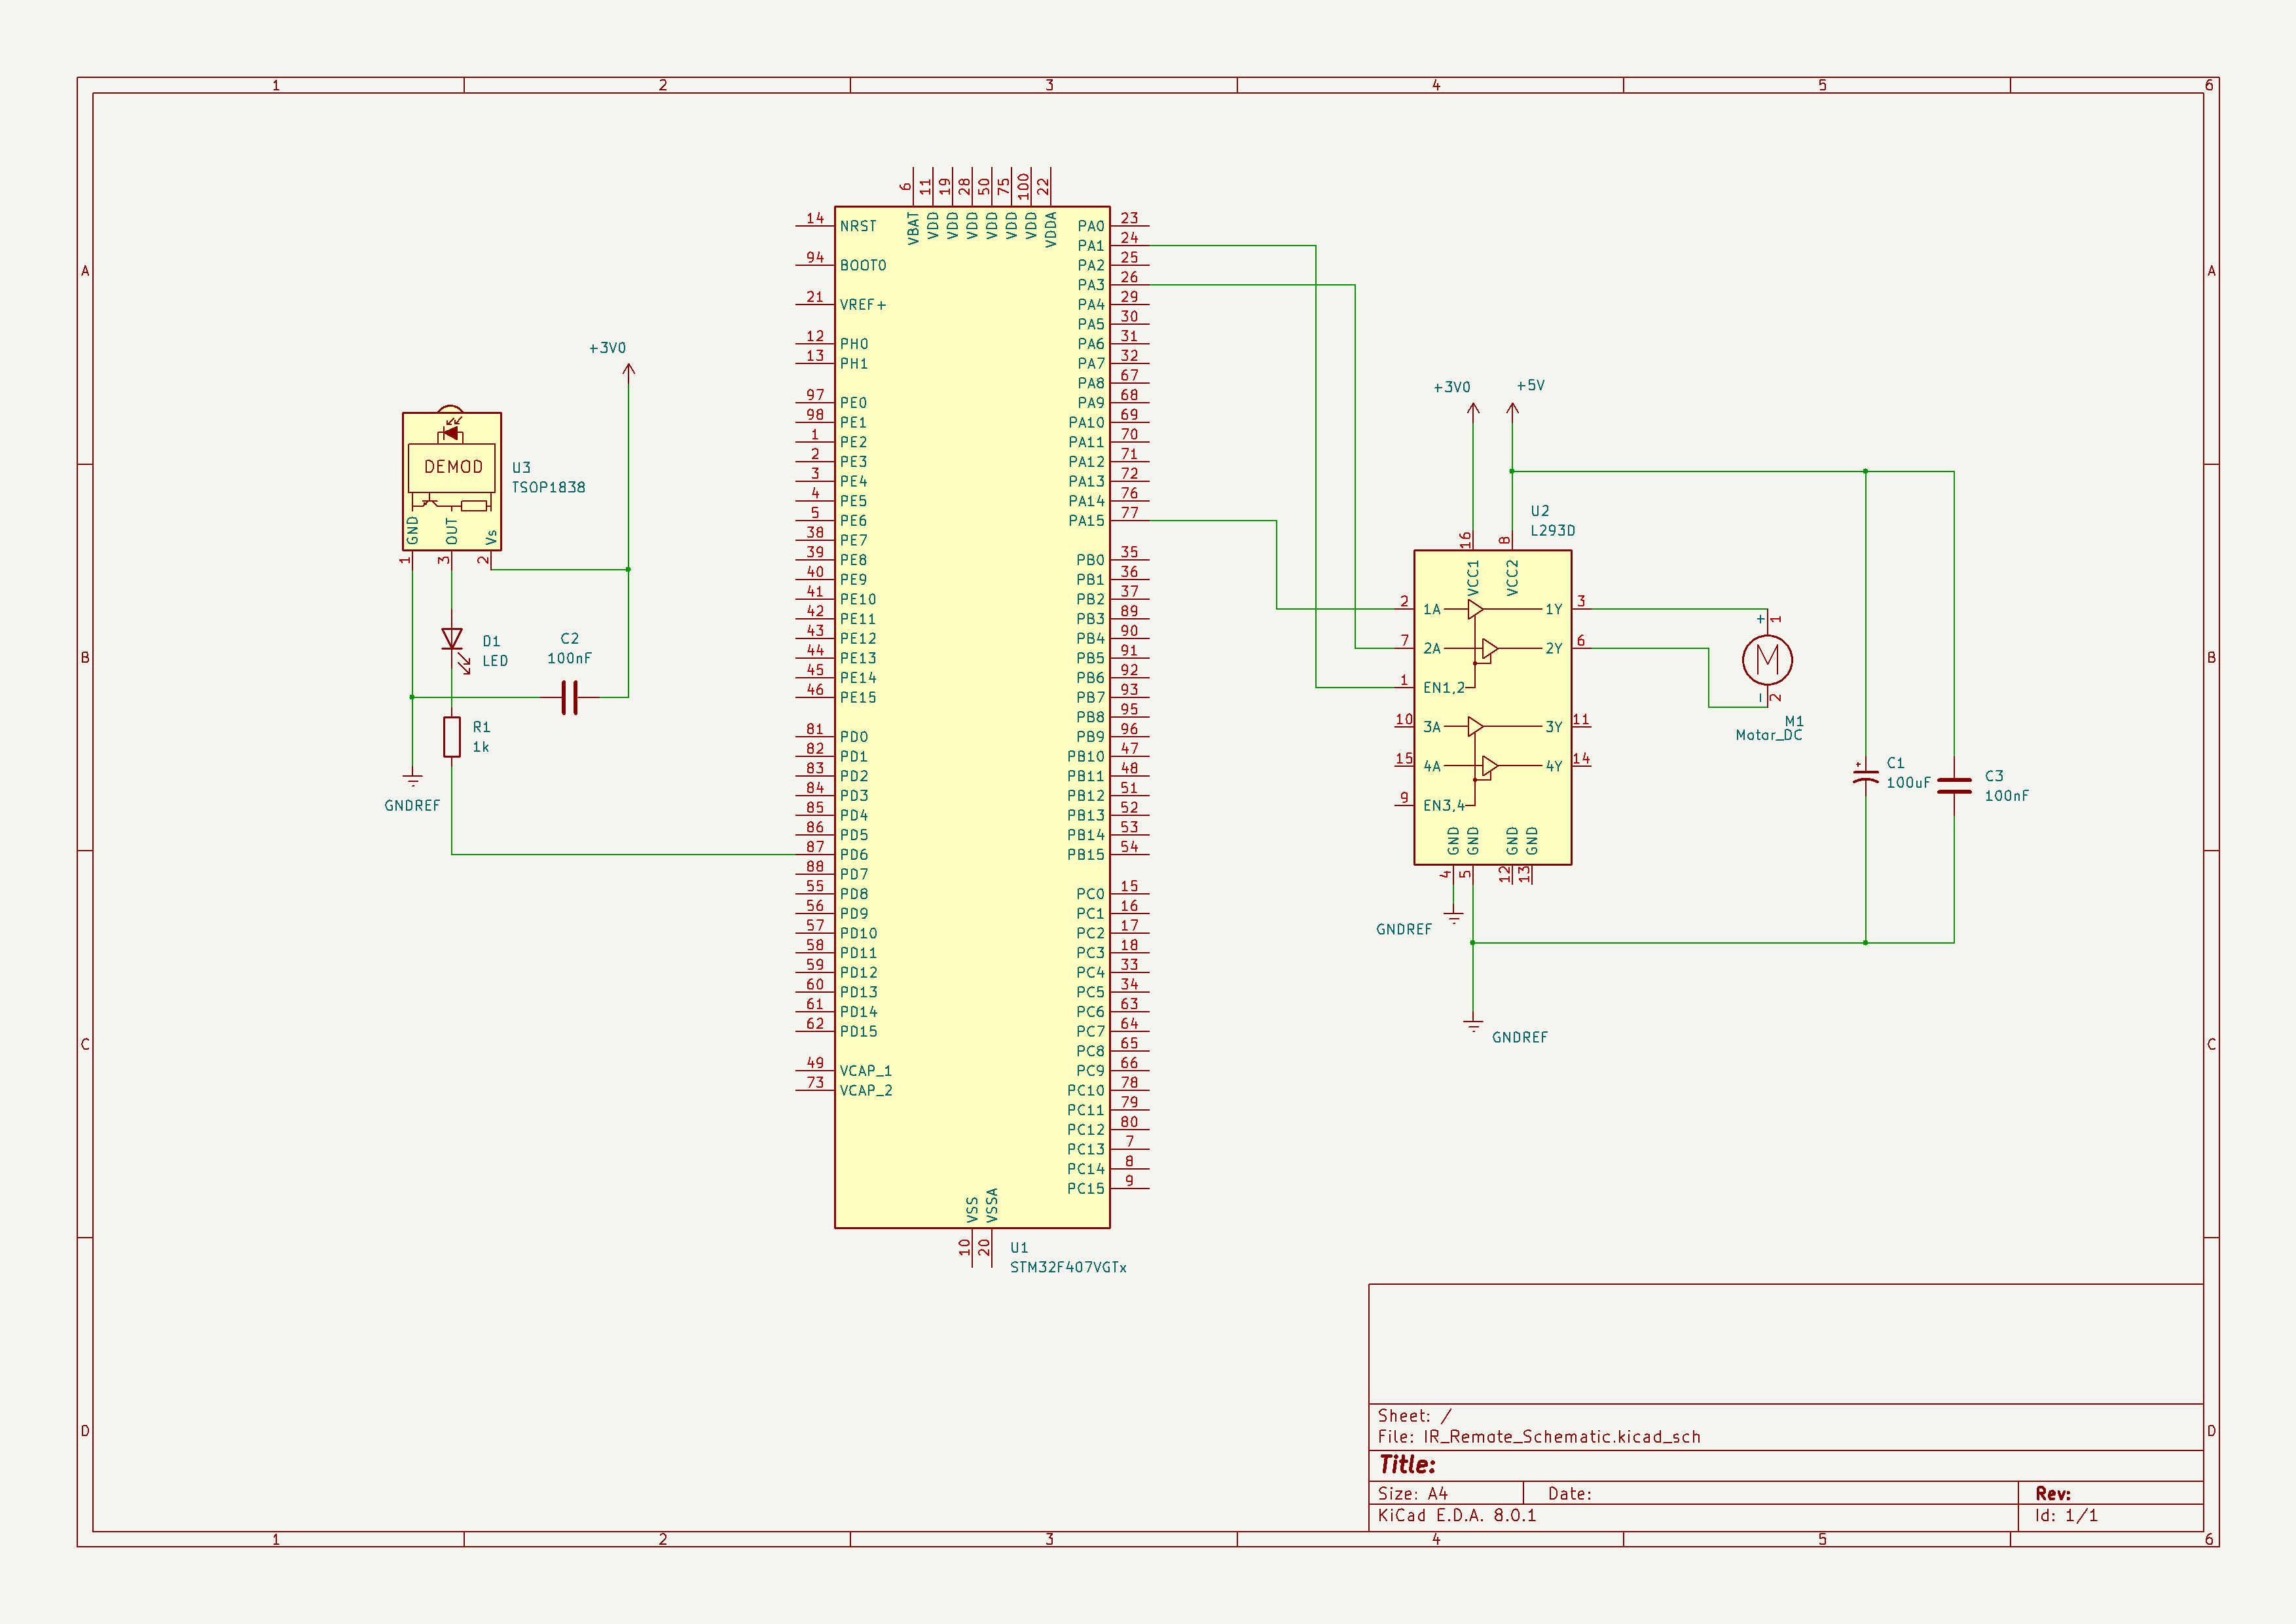 1 2 3 4 5 6
A A
B B
C C
D D
1 2 3 4 5 6
+3V0
DEMOD
GND
OUT
Vs
1
3
2
U3
TSOP1838
D1
LED
C2
100nF
R1
1k
GNDREF
6
11
19
28
50
75
100
22
VBAT
VDD
VDD
VDD
VDD
VDD
VDD
VDDA
14 NRST
94 BOOT0
21 VREF+
12 PH0
13 PH1
97 PE0
98 PE1
1 PE2
2 PE3
3 PE4
4 PE5
5 PE6
38 PE7
39 PE8
40 PE9
41 PE10
42 PE11
43 PE12
44 PE13
45 PE14
46 PE15
81 PD0
82 PD1
83 PD2
84 PD3
85 PD4
86 PD5
87 PD6
88 PD7
55 PD8
56 PD9
57 PD10
58 PD11
59 PD12
60 PD13
61 PD14
62 PD15
49 VCAP_1
73 VCAP_2
PA0 23
PA1 24
PA2 25
PA3 26
PA4 29
PA5 30
PA6 31
PA7 32
PA8 67
PA9 68
PA10 69
PA11 70
PA12 71
PA13 72
PA14 76
PA15 77
PB0 35
PB1 36
PB2 37
PB3 89
PB4 90
PB5 91
PB6 92
PB7 93
PB8 95
PB9 96
PB10 47
PB11 48
PB12 51
PB13 52
PB14 53
PB15 54
PC0 15
PC1 16
PC2 17
PC3 18
PC4 33
PC5 34
PC6 63
PC7 64
PC8 65
PC9 66
PC10 78
PC11 79
PC12 80
PC13 7
PC14 8
PC15 9
VSS
VSSA
10
20
U1
STM32F407VGTx
+3V0
+5V
U2
L293D
16
8
VCC1
VCC2
2 1A 1Y 3
7 2A 2Y 6
1 EN1,2
10 3A 3Y 11
15 4A 4Y 14
9 EN3,4
GND
GND
GND
GND
4
5
12
13
GNDREF
GNDREF
+ 1
M
- 2
M1
Motor_DC
+
C1
100uF
C3
100nF
Sheet: /
File: IR_Remote_Schematic.kicad_sch
Title:
Size: A4 Date: Rev:
KiCad E.D.A. 8.0.1 Id: 1/1